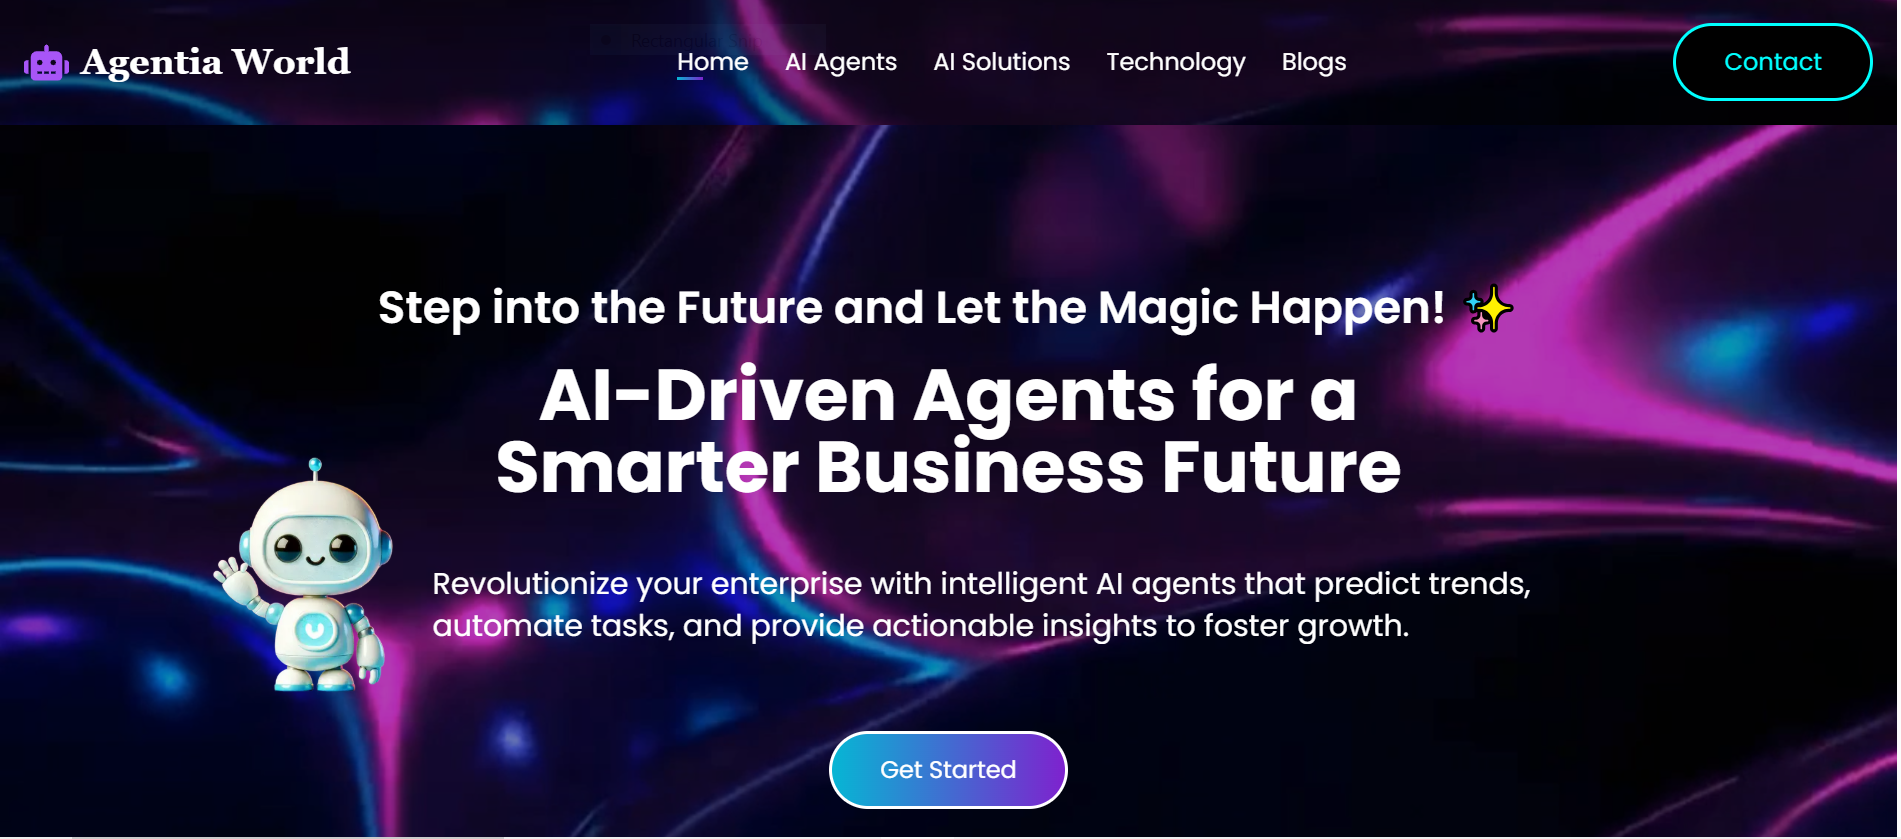 Agentia World
Home AI Agents AI Solutions Technology Blogs
Contact
Step into the Future and Let the Magic Happen!
AI-Driven Agents for a
Smarter Business Future
Revolutionize your enterprise with intelligent AI agents that predict trends,
automate tasks, and provide actionable insights to foster growth.
Get Started